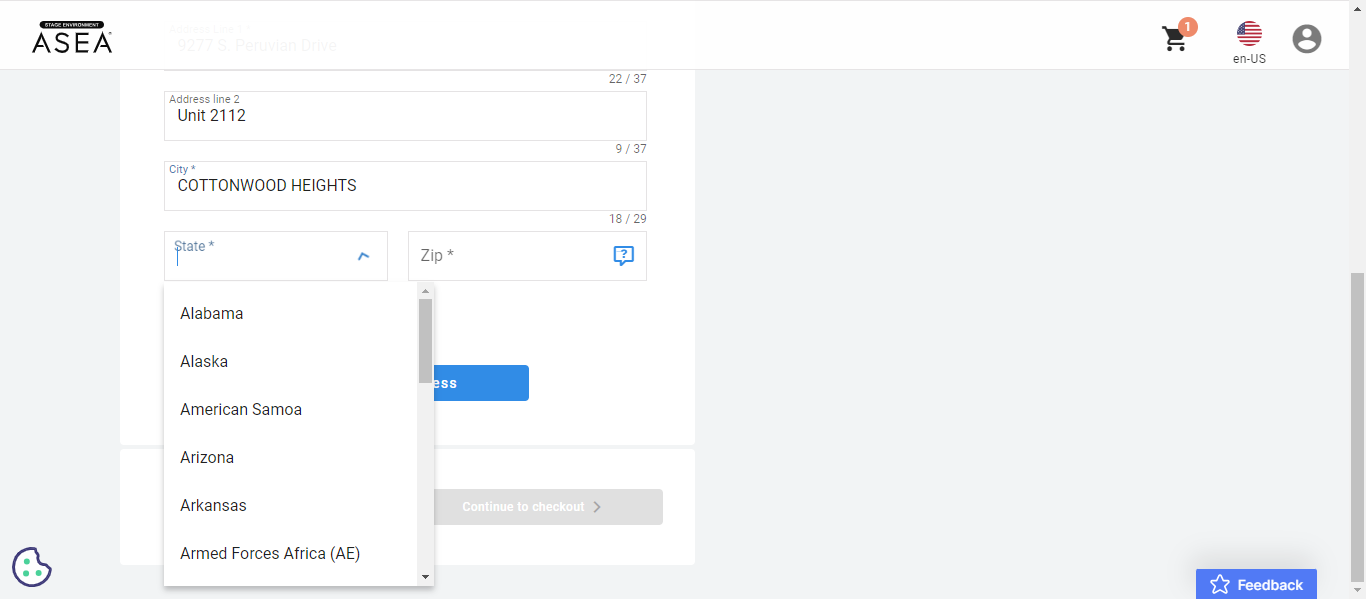 STAGE ENVIRONMENT
ASEA
Address Line 1 *
9277 S. Peruvian Drive
1
en-US
22 / 37
Address line 2
Unit 2112
9 / 37
City *
COTTONWOOD HEIGHTS
18 / 29
State *
Zip *
?
Alabama
Alaska
American Samoa
ess
Arizona
Arkansas
Continue to checkout
Armed Forces Africa (AE)
Feedback